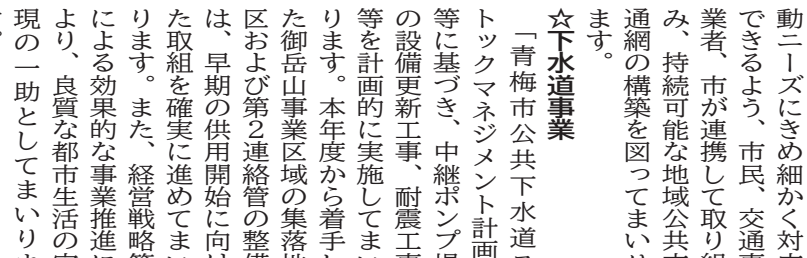 動ニーズにきめ細かく対応
できるよう、市民、交通事
業者、市が連携して取り組
み、持続可能な地域公共交
通網の構築を図ってまいり
ます。
☆下水道事業
「青梅市公共下水道ス
トックマネジメント計画
等に基づき、中継ポンプ場
の設備更新工事、耐震工事
等を計画的に実施してまい
ります。本年度から着手し
た御岳山事業区域の集落地
区および第2連絡管の整備
は、早期の供用開始に向け
た取組を確実に進めてまい
ります。また、経営戦略等
による効果的な事業推進に
より、良質な都市生活の実
現の一助としてまいりま